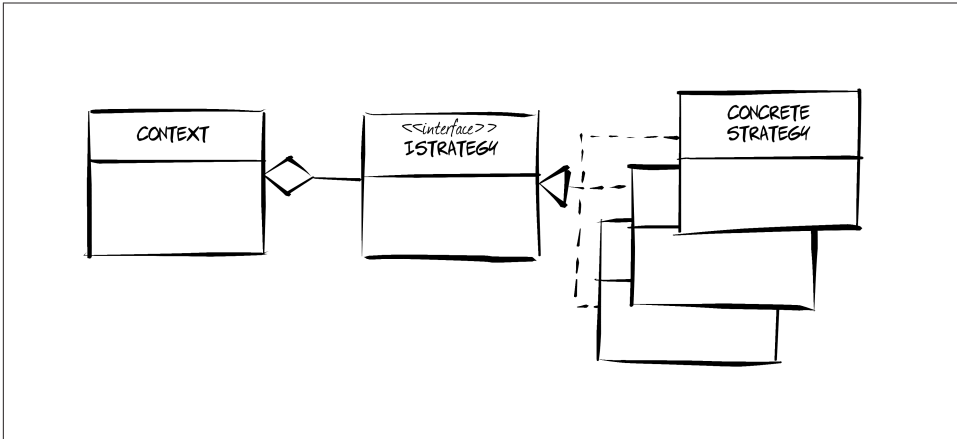 CONTEXT
<<interface>>
ISTRATEGY
CONCRETE
STRATEGY